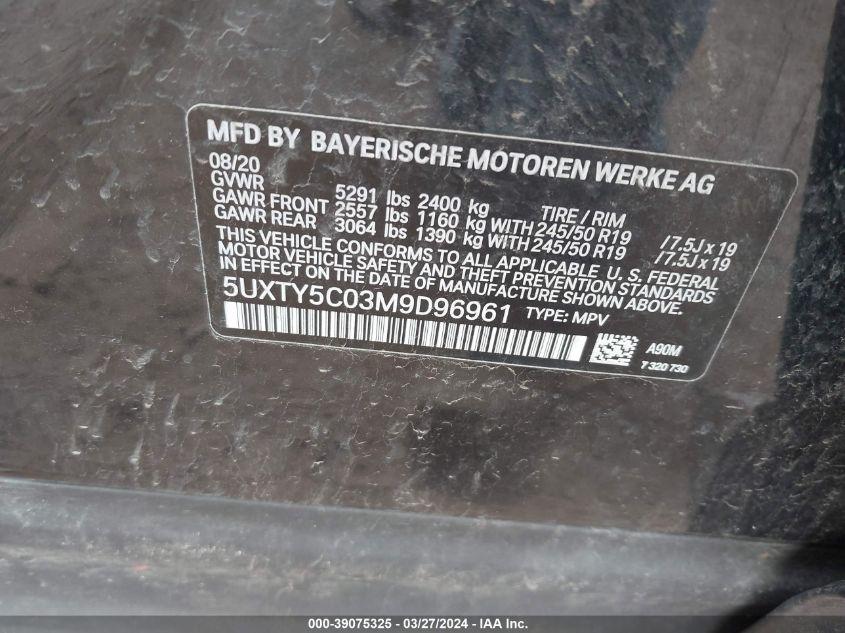 MFD BY BAYERISCHE MOTOREN WERKE AG
08/20
GVWR 5291 lbs 2400 kg TIRE / RIM
GAWR FRONT 2557 lbs 1160 kg WITH 245/50 R19 / 7.5J x 19
GAWR REAR 3064 lbs 1390 kg WITH 245/50 R19 / 7.5J x 19
THIS VEHICLE CONFORMS TO ALL APPLICABLE U. S. FEDERAL
MOTOR VEHICLE SAFETY AND THEFT PREVENTION STANDARDS
IN EFFECT ON THE DATE OF MANUFACTURE SHOWN ABOVE.
5UXTY5C03M9D96961 TYPE: MPV
A90M
7 320 730
000-39075325 - 03/27/2024 - IAA Inc.